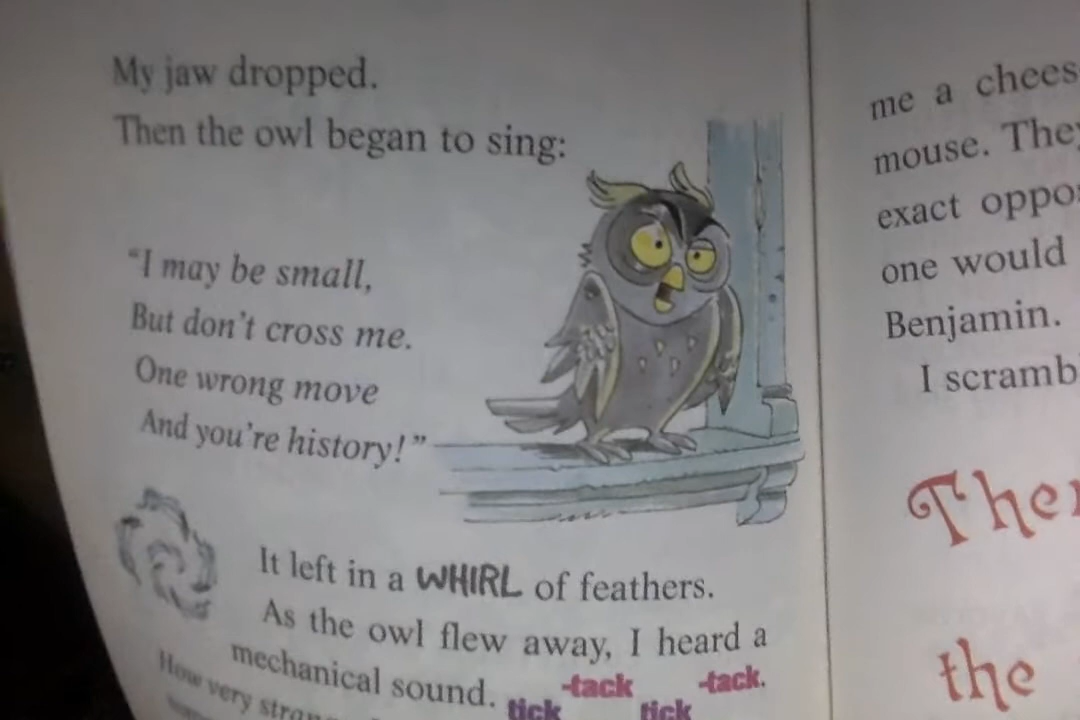 My jaw dropped.
Then the owl began to sing:
"I may be small,
But don't cross me.
One wrong move
And you're history!"
It left in a WHIRL of feathers.
As the owl flew away, I heard a
mechanical sound. tick-tack tick-tack.
How very
me a chees
mouse. They
exact oppo
one would
Benjamin.
I scramb
The
the